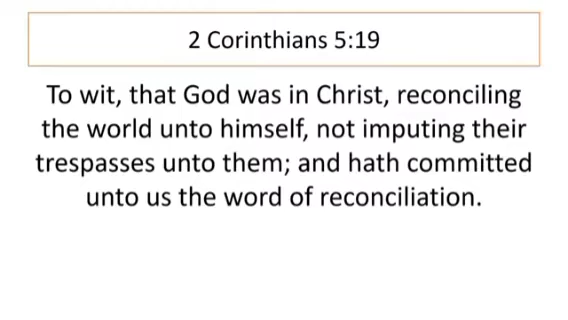 2 Corinthians 5:19
To wit, that God was in Christ, reconciling
the world unto himself, not imputing their
trespasses unto them; and hath committed
unto us the word of reconciliation.